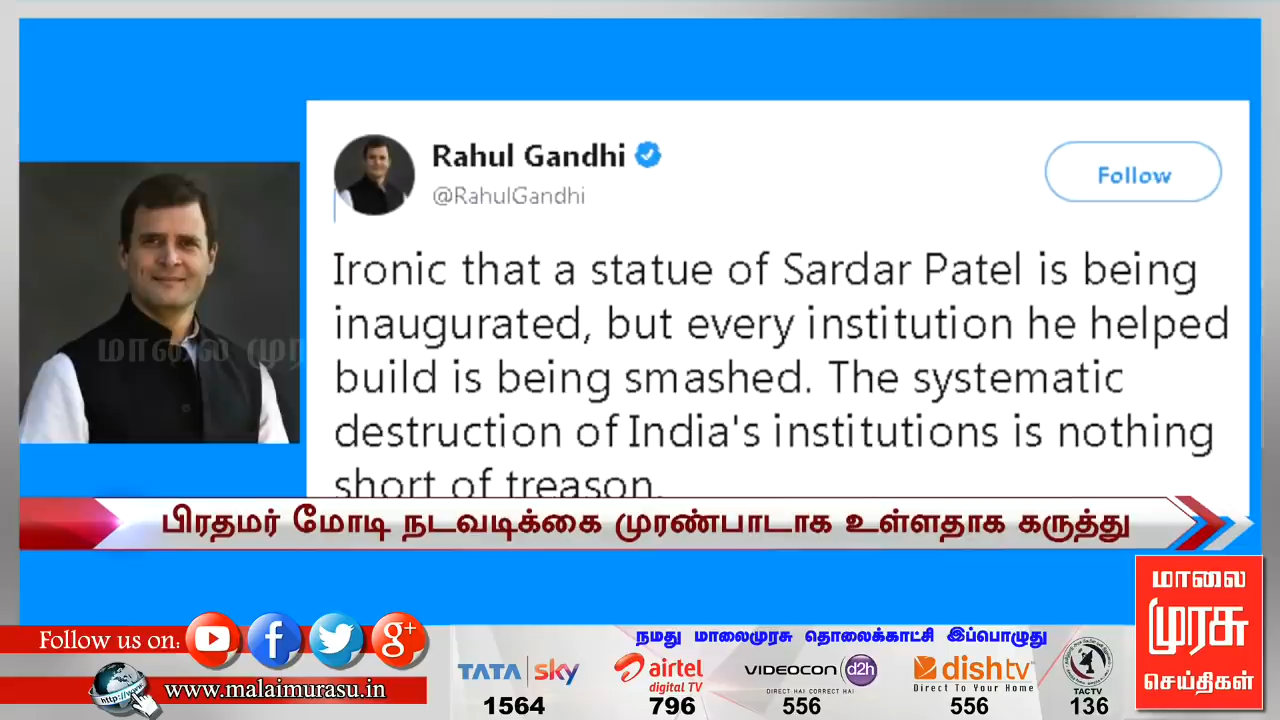 Rahul Gandhi
@RahulGandhi
Follow
Ironic that a statue of Sardar Patel is being
inaugurated, but every institution he helped
build is being smashed. The systematic
destruction of India's institutions is nothing
short of treason.
மாலை முர
பிரதமர் மோடி நடவடிக்கை முரண்பாடாக உள்ளதாக கருத்து
மாலை
முரசு
செய்திகள்
Follow us on:
www.malaimurasu.in
நமது மாலைமுரசு தொலைக்காட்சி இப்பொழுது
TATA sky
1564
airtel
digital TV
796
VIDEOCON d2h
DIRECT HAI CORRECT HAI
556
dishtv
Direct To Your Home
556
TACTV
136